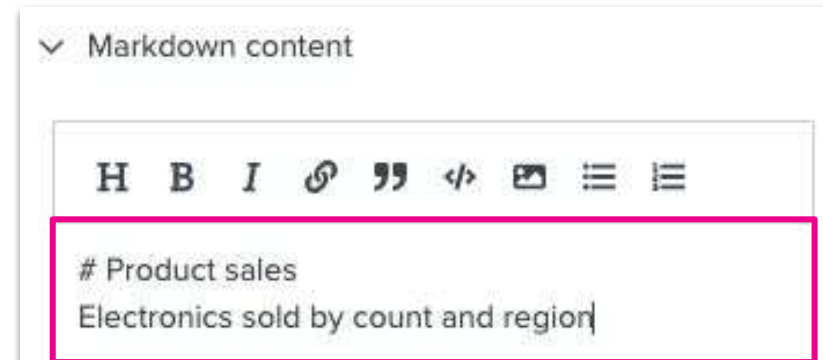 Markdown content
H B I
# Product sales
Electronics sold by count and region